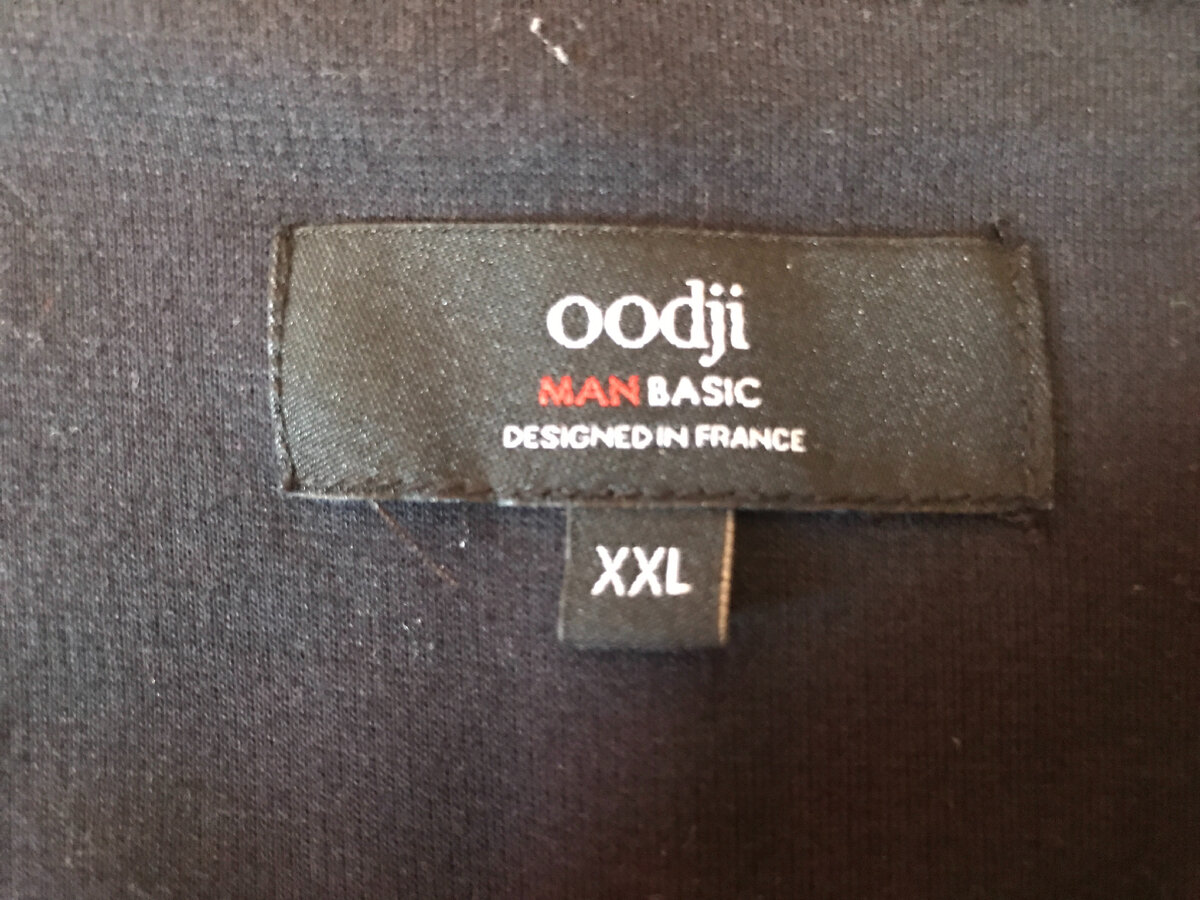 oodji
MAN BASIC
DESIGNED IN FRANCE
XXL